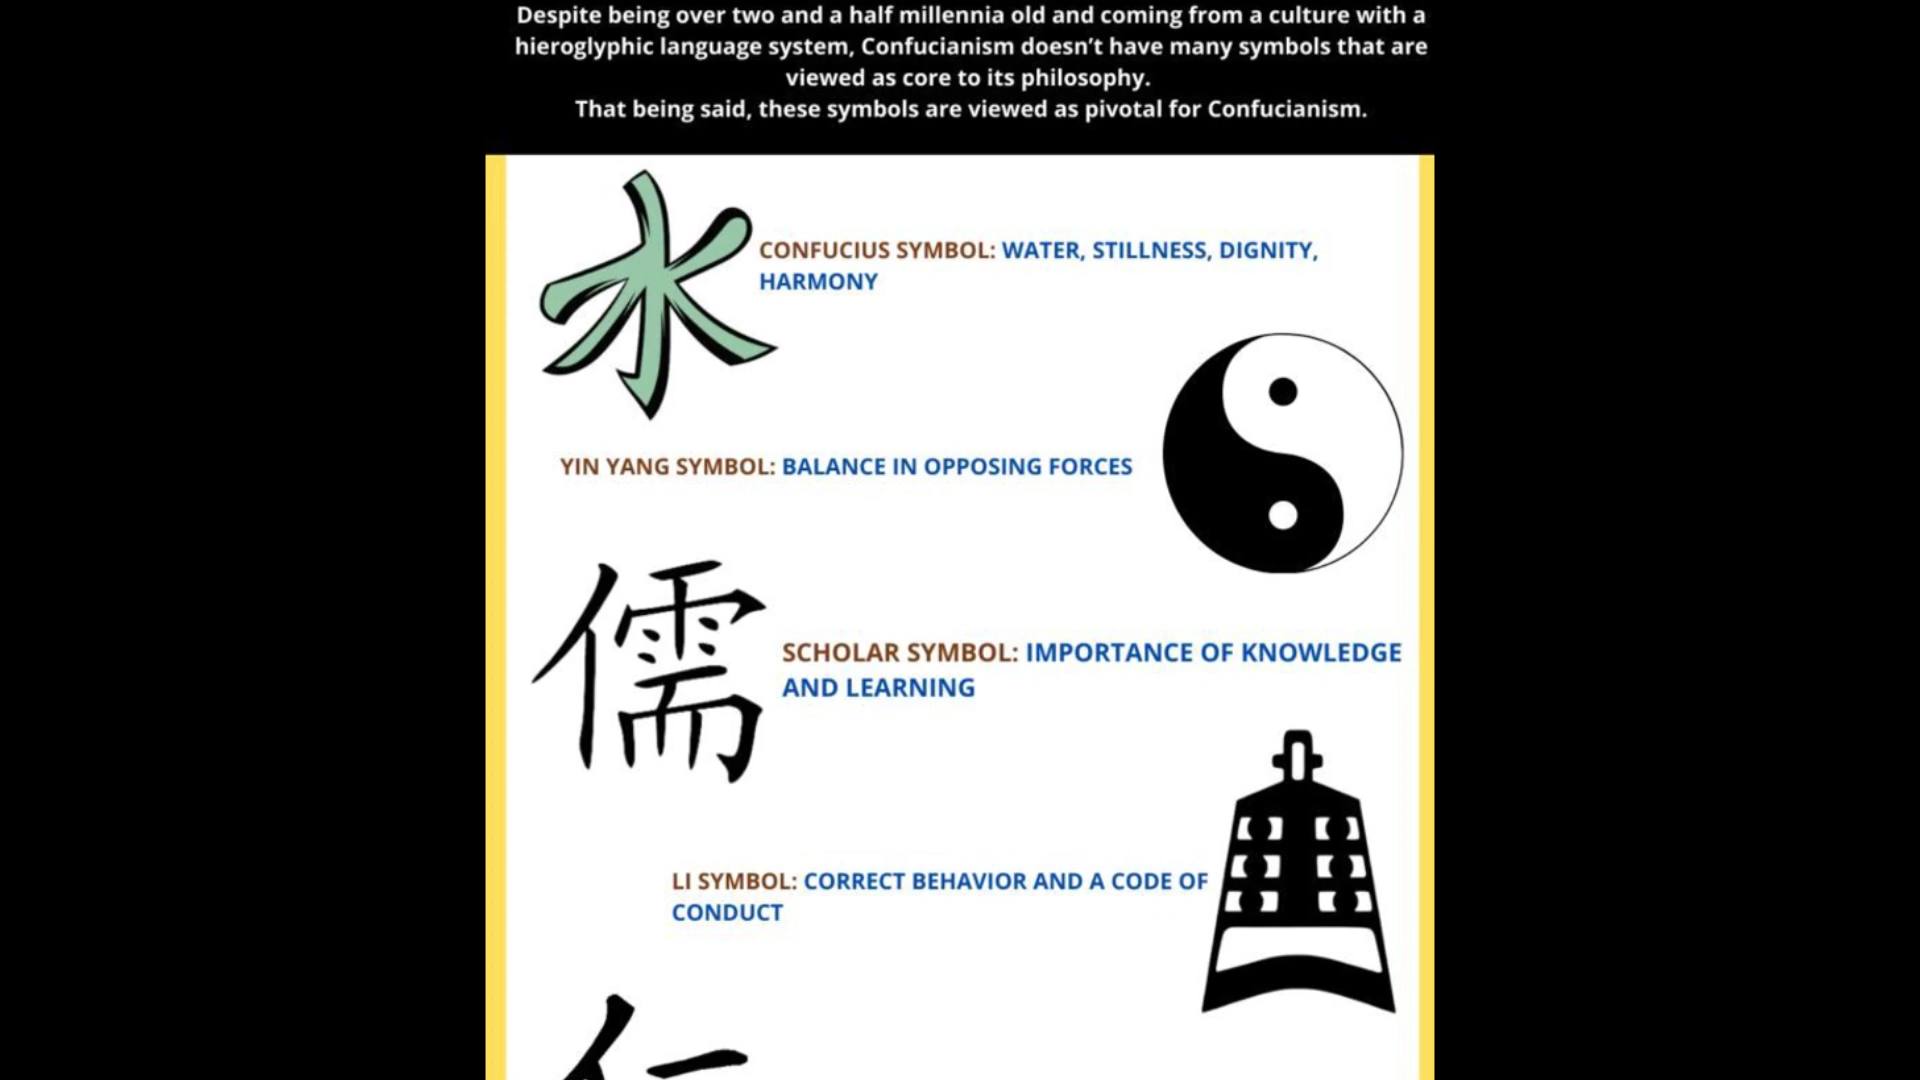 Despite being over two and a half millennia old and coming from a culture with a
hieroglyphic language system, Confucianism doesn’t have many symbols that are
viewed as core to its philosophy.
That being said, these symbols are viewed as pivotal for Confucianism.
水
CONFUCIUS SYMBOL: WATER, STILLNESS, DIGNITY,
HARMONY
YIN YANG SYMBOL: BALANCE IN OPPOSING FORCES
儒
SCHOLAR SYMBOL: IMPORTANCE OF KNOWLEDGE
AND LEARNING
LI SYMBOL: CORRECT BEHAVIOR AND A CODE OF
CONDUCT